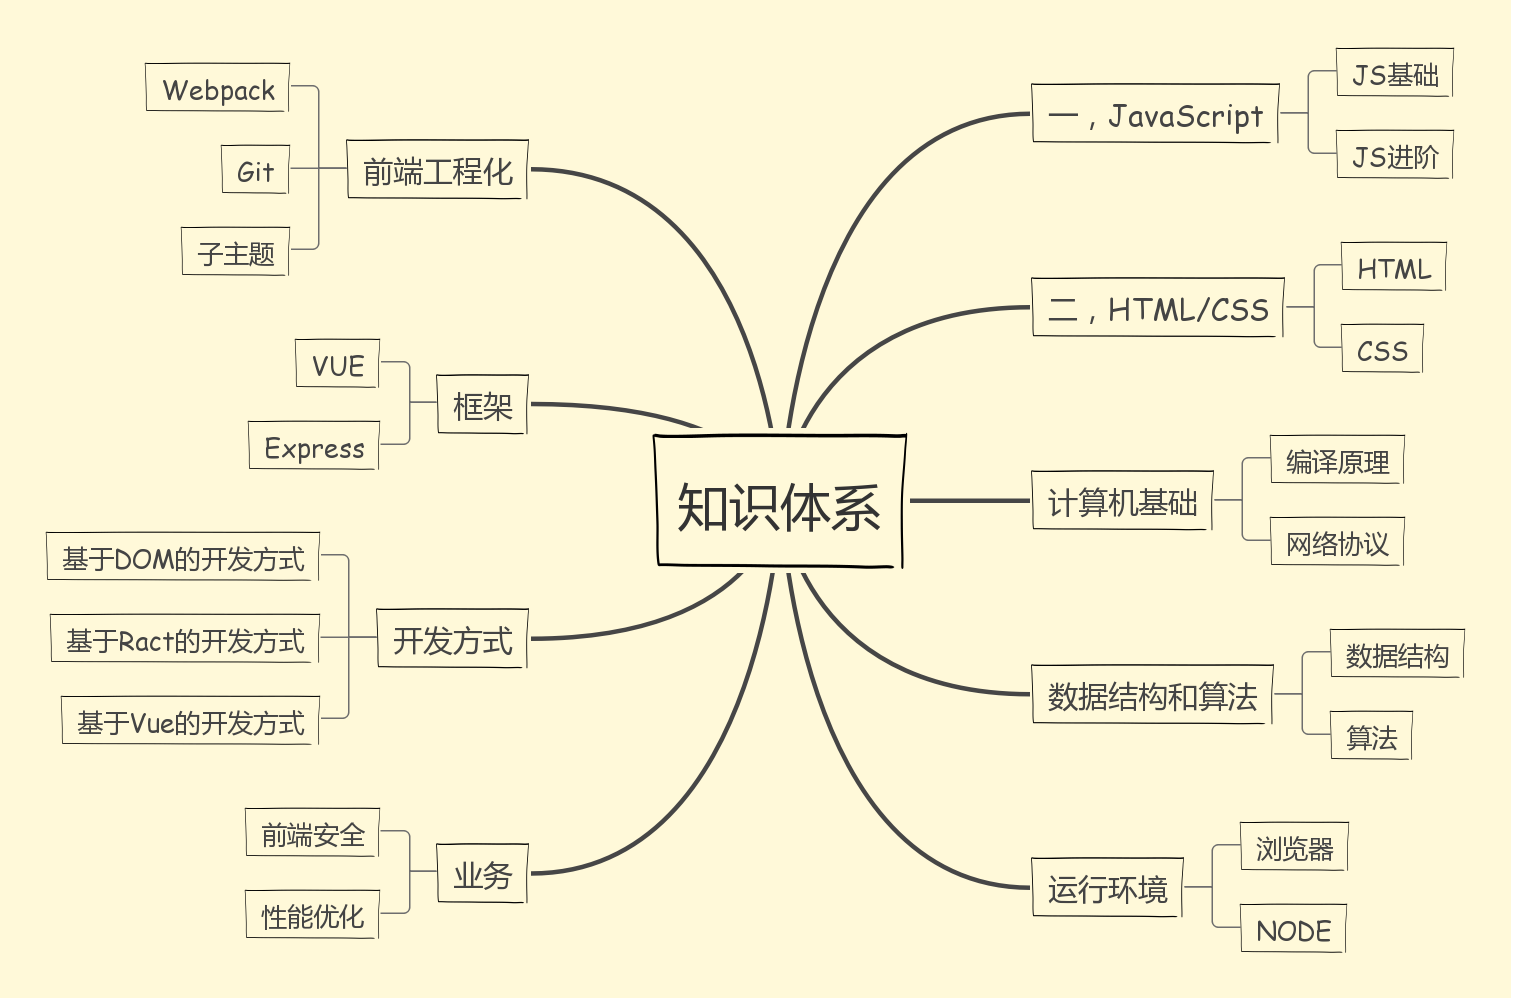 知识体系
一，JavaScript
JS基础
JS进阶
二，HTML/CSS
HTML
CSS
计算机基础
编译原理
网络协议
数据结构和算法
数据结构
算法
运行环境
浏览器
NODE
前端工程化
Webpack
Git
子主题
框架
VUE
Express
开发方式
基于DOM的开发方式
基于Ract的开发方式
基于Vue的开发方式
业务
前端安全
性能优化